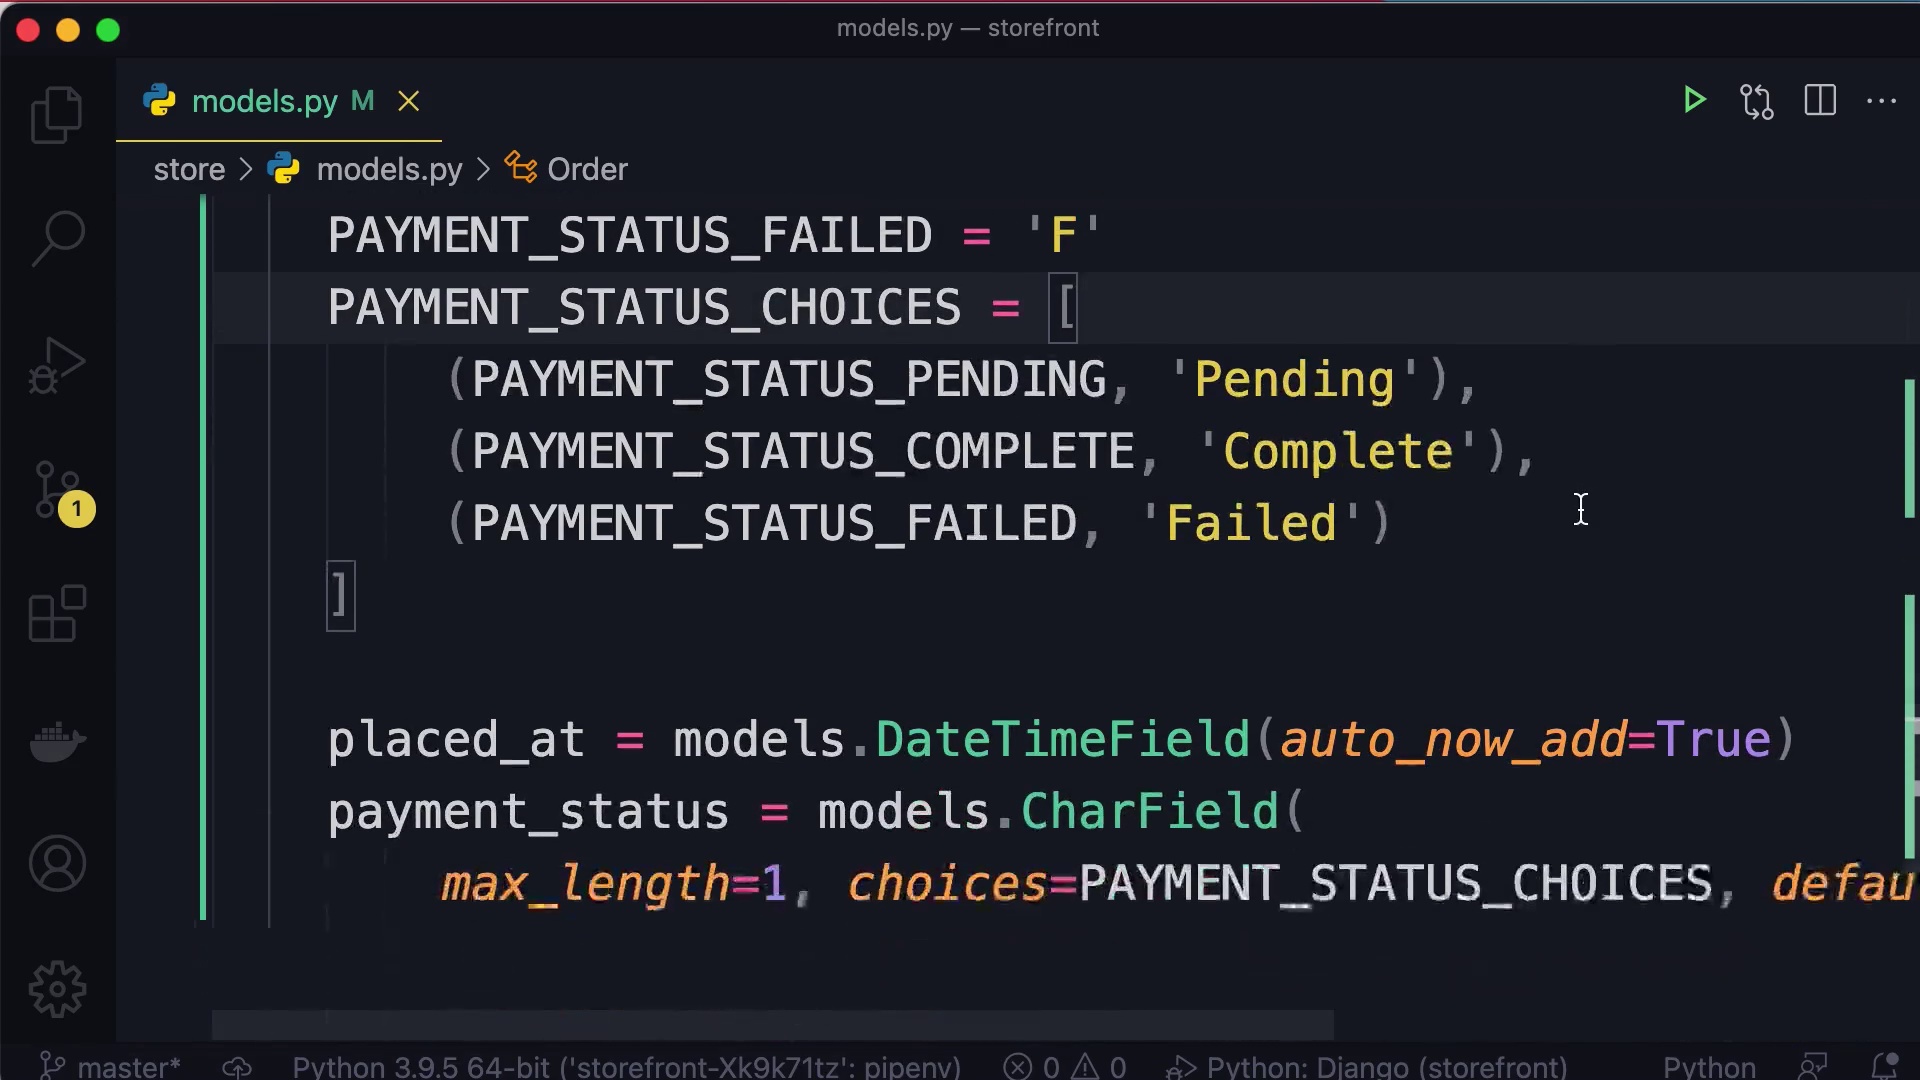 models.py — storefront
models.py M
store > models.py > Order
PAYMENT_STATUS_FAILED = 'F'
PAYMENT_STATUS_CHOICES = [
(PAYMENT_STATUS_PENDING, 'Pending'),
(PAYMENT_STATUS_COMPLETE, 'Complete'),
(PAYMENT_STATUS_FAILED, 'Failed')
]
placed_at = models.DateTimeField(auto_now_add=True)
payment_status = models.CharField(
max_length=1, choices=PAYMENT_STATUS_CHOICES, defau
1
master* Python 3.9.5 64-bit ('storefront-Xk9k71tz': pipenv) 0 0 Python: Django (storefront) Python